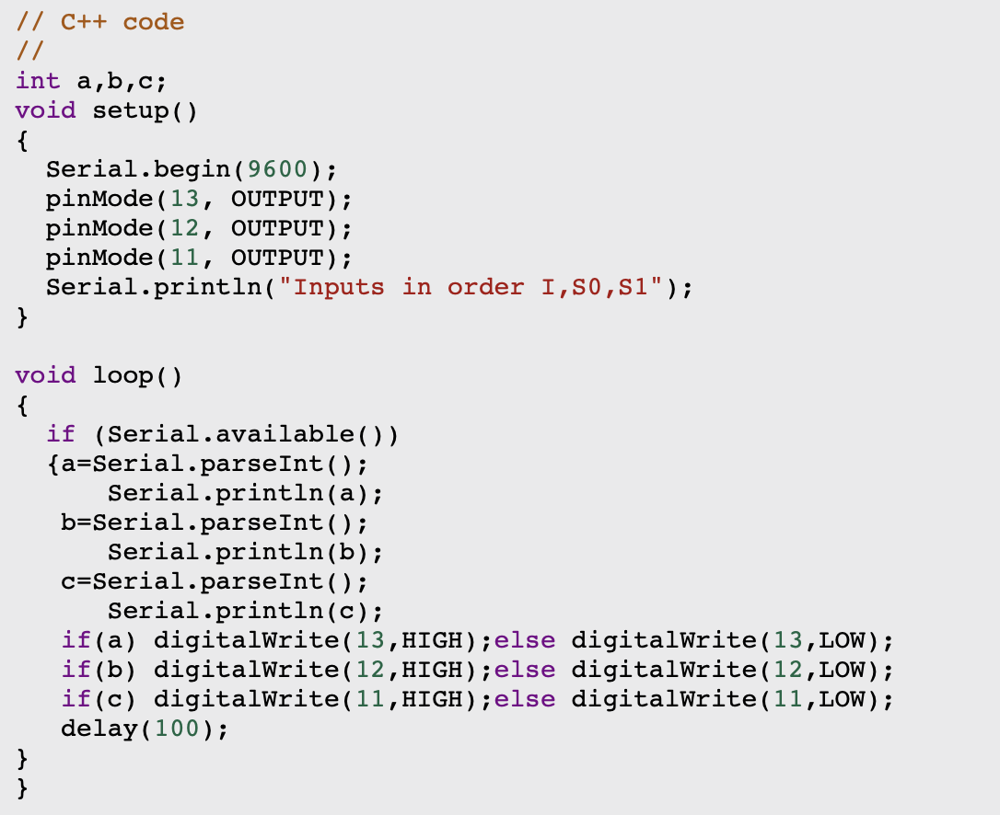 // C++ code
//
int a,b,c;
void setup()
{
  Serial.begin(9600);
  pinMode(13, OUTPUT);
  pinMode(12, OUTPUT);
  pinMode(11, OUTPUT);
  Serial.println("Inputs in order I,S0,S1");
}

void loop()
{
  if (Serial.available())
  {a=Serial.parseInt();
      Serial.println(a);
   b=Serial.parseInt();
      Serial.println(b);
   c=Serial.parseInt();
      Serial.println(c);
   if(a) digitalWrite(13,HIGH);else digitalWrite(13,LOW);
   if(b) digitalWrite(12,HIGH);else digitalWrite(12,LOW);
   if(c) digitalWrite(11,HIGH);else digitalWrite(11,LOW);
   delay(100);
}
}